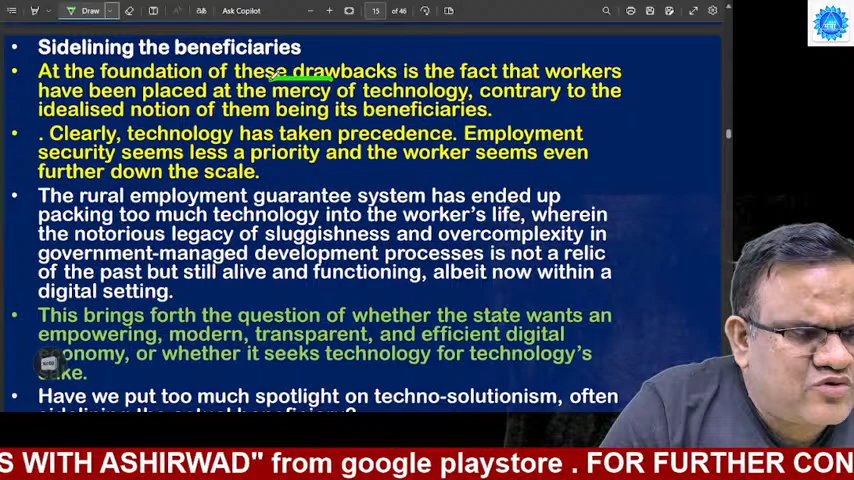 Draw
Ask Copilot
15 of 46
• Sidelining the beneficiaries
• At the foundation of these drawbacks is the fact that workers
have been placed at the mercy of technology, contrary to the
idealised notion of them being its beneficiaries.
• . Clearly, technology has taken precedence. Employment
security seems less a priority and the worker seems even
further down the scale.
• The rural employment guarantee system has ended up
packing too much technology into the worker's life, wherein
the notorious legacy of sluggishness and overcomplexity in
government-managed development processes is not a relic
of the past but still alive and functioning, albeit now within a
digital setting.
• This brings forth the question of whether the state wants an
empowering, modern, transparent, and efficient digital
economy, or whether it seeks technology for technology's
sake.
• Have we put too much spotlight on techno-solutionism, often
sidelining the actual beneficiary?
S WITH ASHIRWAD" from google playstore . FOR FURTHER CON